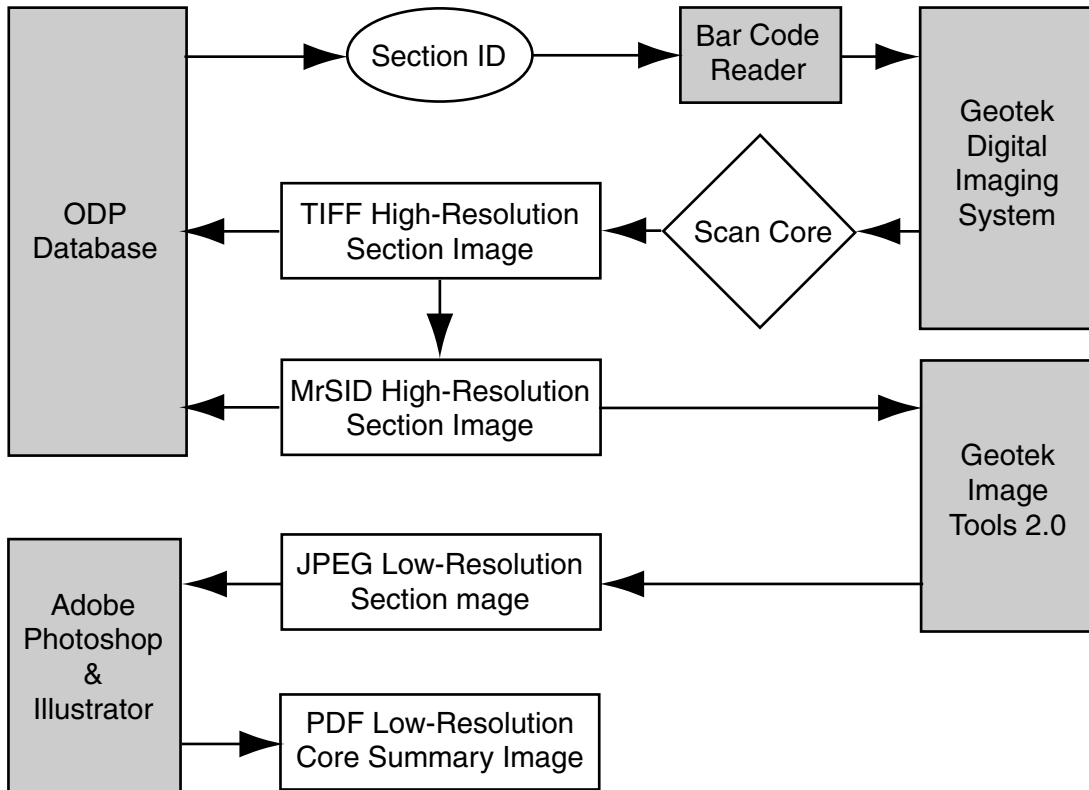 Section ID
Bar Code
Reader
Geotek
Digital
Imaging
System
ODP
Database
TIFF High-Resolution
Section Image
Scan Core
MrSID High-Resolution
Section Image
Geotek
Image
Tools 2.0
JPEG Low-Resolution
Section mage
Adobe
Photoshop
&
Illustrator
PDF Low-Resolution
Core Summary Image